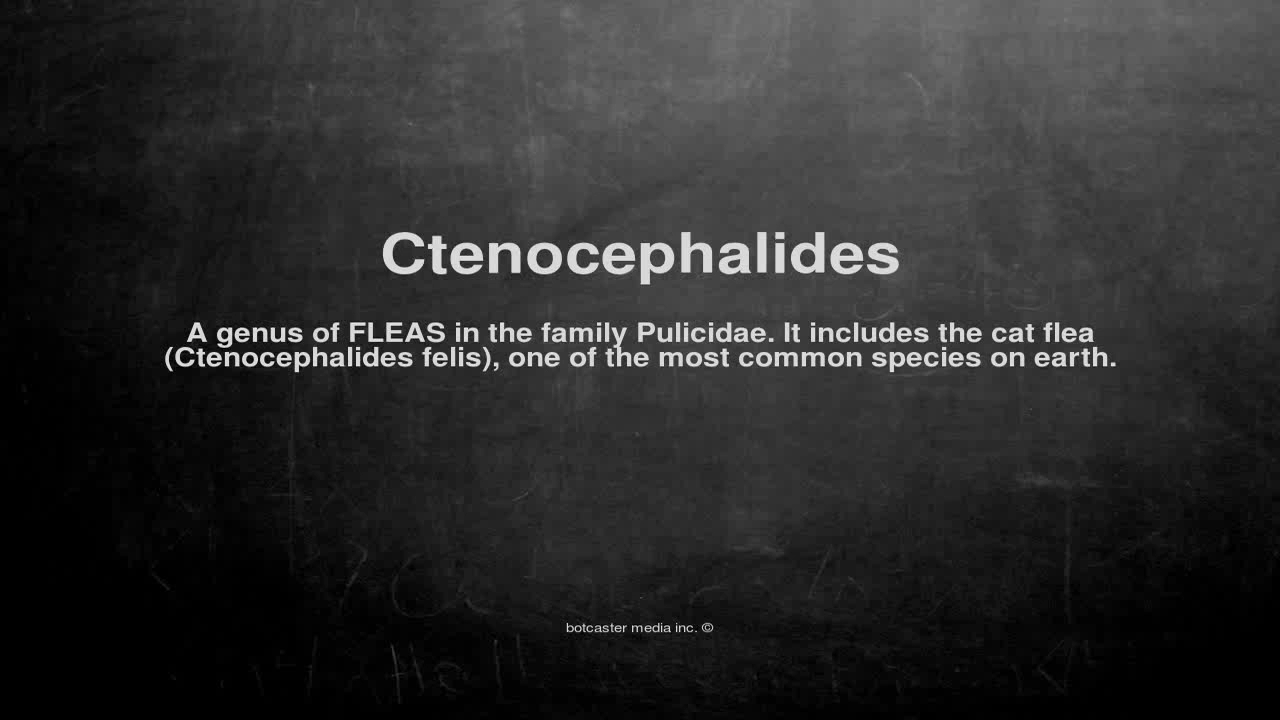 Ctenocephalides
A genus of FLEAS in the family Pulicidae. It includes the cat flea
(Ctenocephalides felis), one of the most common species on earth.
botcaster media inc. ©